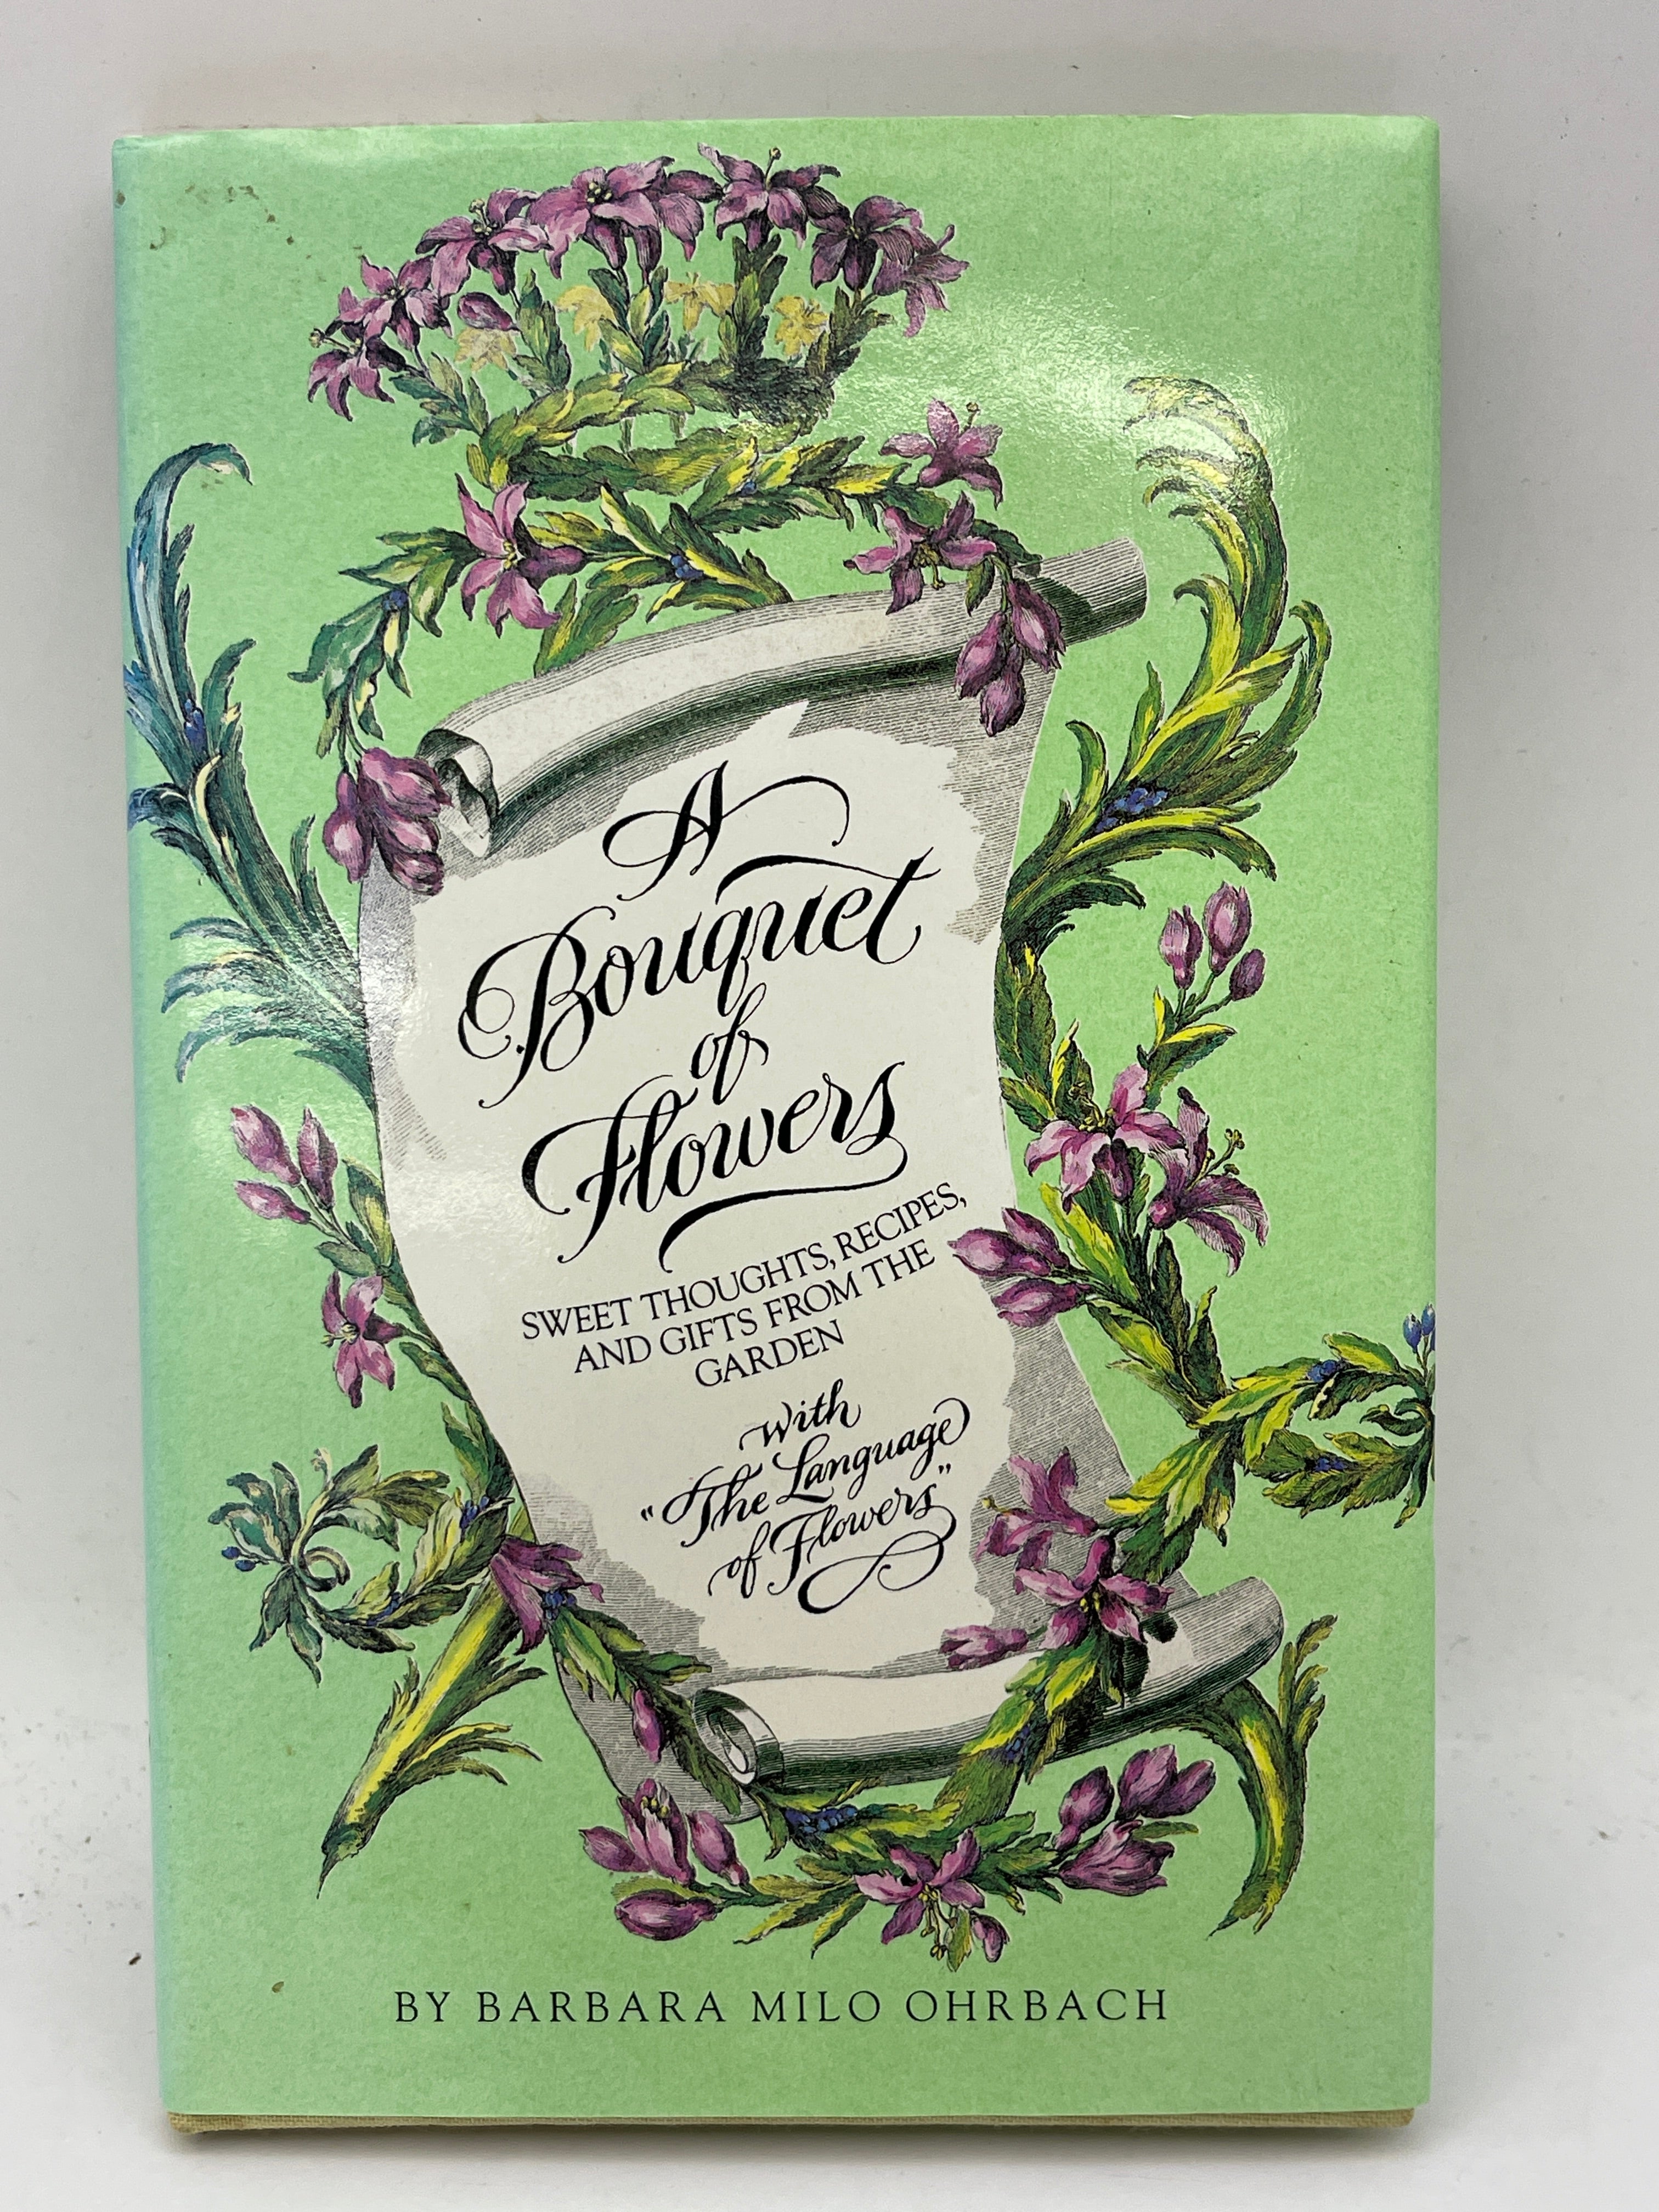 A
Bouquet
of
Flowers
SWEET THOUGHTS, RECIPES,
AND GIFTS FROM THE
GARDEN
with
"The Language
of Flowers"
BY BARBARA MILO OHRBACH